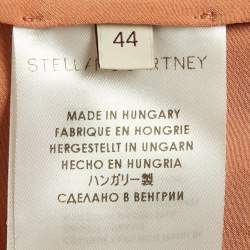 44
STELLA McCARTNEY
MADE IN HUNGARY
FABRIQUE EN HONGRIE
HERGESTELLT IN UNGARN
HECHO EN HUNGRIA
ハンガリー製
СДЕЛАНО В ВЕНГРИИ